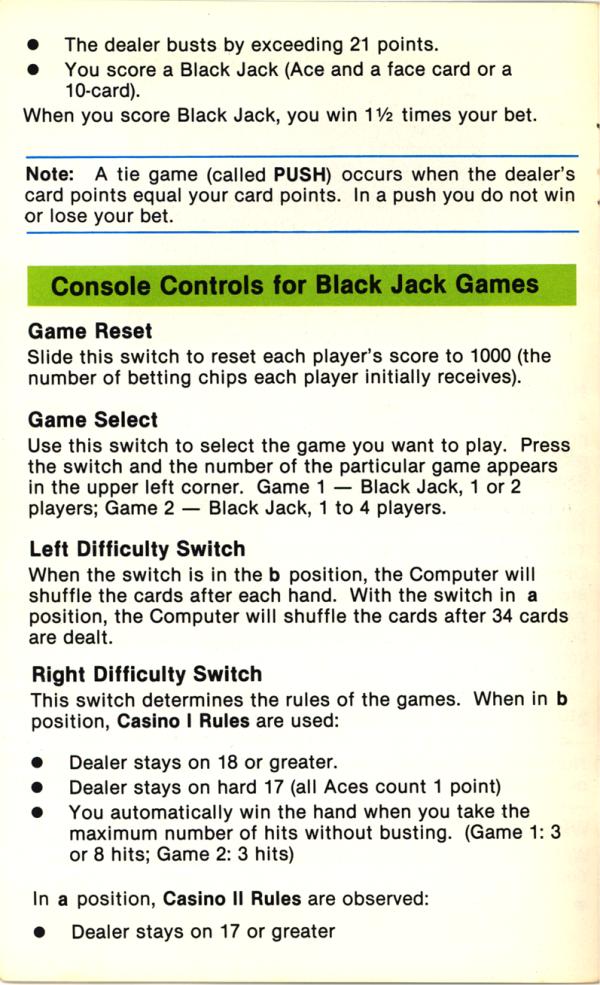 ● The dealer busts by exceeding 21 points.
● You score a Black Jack (Ace and a face card or a
10-card).
When you score Black Jack, you win 1½ times your bet.
Note: A tie game (called PUSH) occurs when the dealer's
card points equal your card points. In a push you do not win
or lose your bet.
Console Controls for Black Jack Games
Game Reset
Slide this switch to reset each player's score to 1000 (the
number of betting chips each player initially receives).
Game Select
Use this switch to select the game you want to play. Press
the switch and the number of the particular game appears
in the upper left corner. Game 1 — Black Jack, 1 or 2
players; Game 2 — Black Jack, 1 to 4 players.
Left Difficulty Switch
When the switch is in the b position, the Computer will
shuffle the cards after each hand. With the switch in a
position, the Computer will shuffle the cards after 34 cards
are dealt.
Right Difficulty Switch
This switch determines the rules of the games. When in b
position, Casino I Rules are used:
● Dealer stays on 18 or greater.
● Dealer stays on hard 17 (all Aces count 1 point)
● You automatically win the hand when you take the
maximum number of hits without busting. (Game 1: 3
or 8 hits; Game 2: 3 hits)
In a position, Casino II Rules are observed:
● Dealer stays on 17 or greater